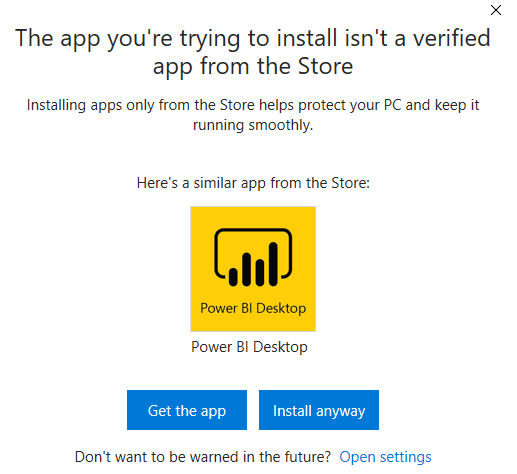 The app you're trying to install isn't a verified
app from the Store
Installing apps only from the Store helps protect your PC and keep it
running smoothly.
Here's a similar app from the Store:
Power BI Desktop
Power BI Desktop
Get the app
Install anyway
Don't want to be warned in the future? Open settings